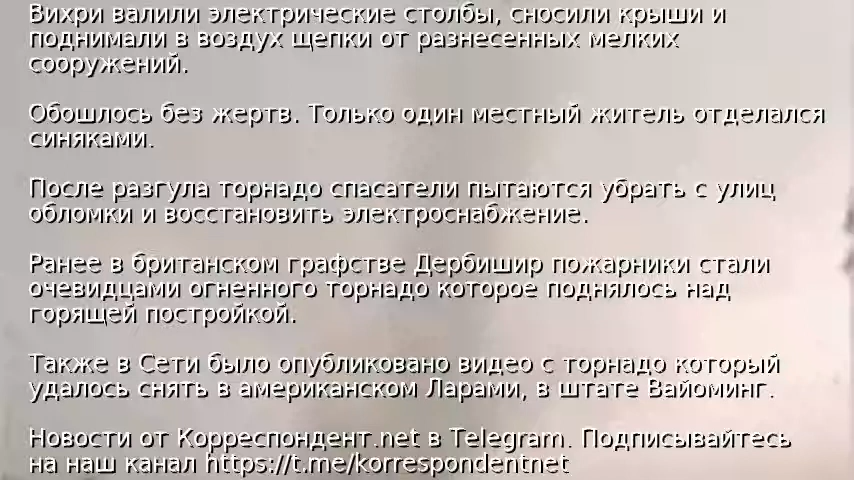 Вихри валили электрические столбы, сносили крыши и
поднимали в воздух щепки от разнесенных мелких
сооружений.
Обошлось без жертв. Только один местный житель отделался
синяками.
После разгула торнадо спасатели пытаются убрать с улиц
обломки и восстановить электроснабжение.
Ранее в британском графстве Дербишир пожарники стали
очевидцами огненного торнадо которое поднялось над
горящей постройкой.
Также в Сети было опубликовано видео с торнадо который
удалось снять в американском Ларами, в штате Вайоминг.
Новости от Корреспондент.net в Telegram. Подписывайтесь
на наш канал https://t.me/korrespondentnet